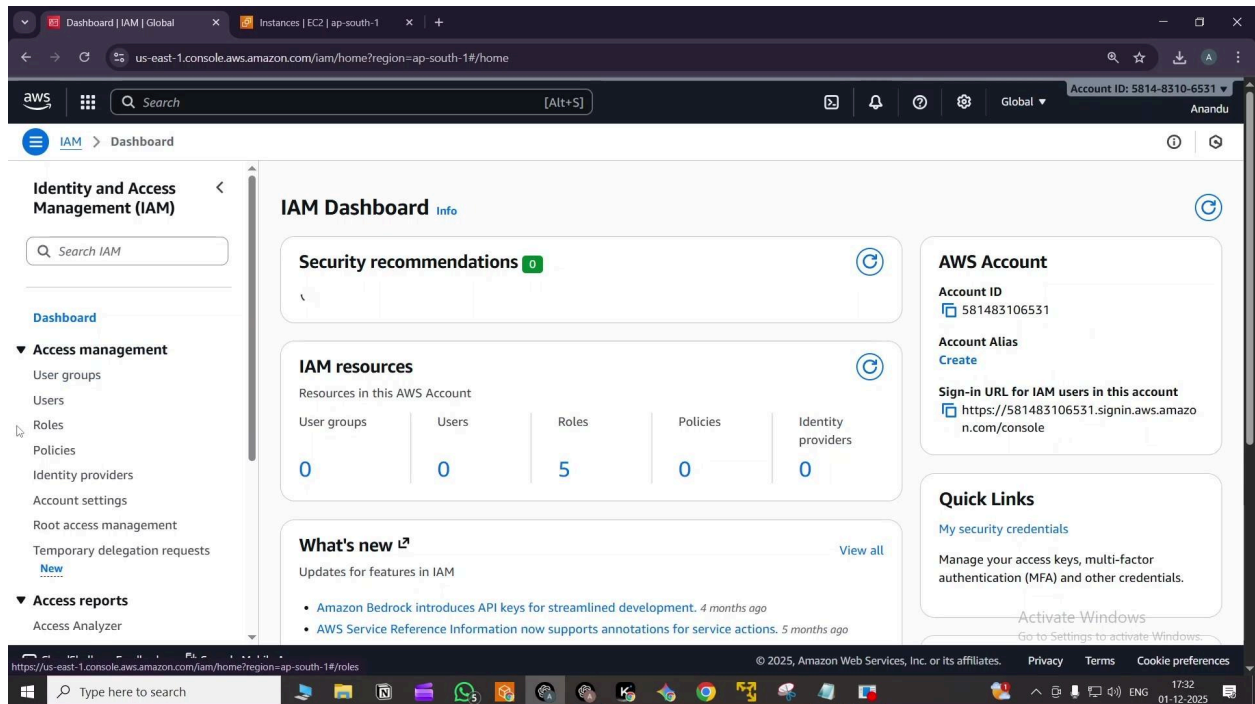 Dashboard | IAM | Global
Instances | EC2 | ap-south-1
us-east-1.console.aws.amazon.com/iam/home?region=ap-south-1#/home
A
aws
Search
[Alt+S]
Global
Account ID: 5814-8310-6531
Anandu
IAM > Dashboard
Identity and Access
Management (IAM)
Search IAM
Dashboard
Access management
User groups
Users
Roles
Policies
Identity providers
Account settings
Root access management
Temporary delegation requests
New
Access reports
Access Analyzer
IAM Dashboard Info
Security recommendations 0
IAM resources
Resources in this AWS Account
User groups
Users
Roles
Policies
Identity
providers
0
0
5
0
0
What's new
View all
Updates for features in IAM
• Amazon Bedrock introduces API keys for streamlined development. 4 months ago
• AWS Service Reference Information now supports annotations for service actions. 5 months ago
AWS Account
Account ID
581483106531
Account Alias
Create
Sign-in URL for IAM users in this account
https://581483106531.signin.aws.amazo
n.com/console
Quick Links
My security credentials
Manage your access keys, multi-factor
authentication (MFA) and other credentials.
Activate Windows
Go to Settings to activate Windows.
https://us-east-1.console.aws.amazon.com/iam/home?region=ap-south-1#/roles
© 2025, Amazon Web Services, Inc. or its affiliates.
Privacy
Terms
Cookie preferences
Type here to search
ENG
17:32
01-12-2025